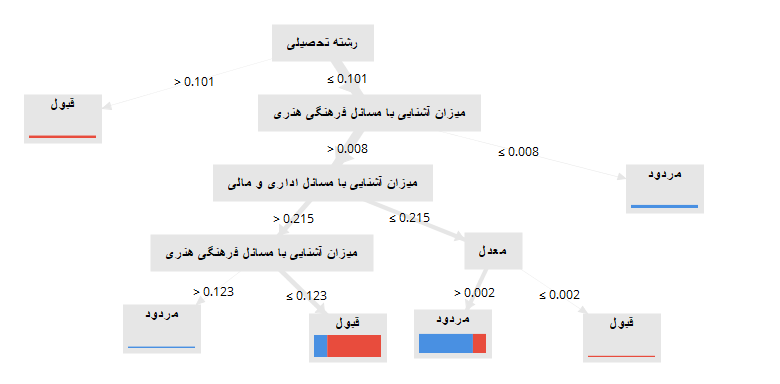 رشته تحصیلی
> 0.101
≤ 0.101
قبول
میزان آشنایی با مسائل فرهنگی هنری
> 0.008
≤ 0.008
میزان آشنایی با مسائل اداری و مالی
مردود
> 0.215
≤ 0.215
میزان آشنایی با مسائل فرهنگی هنری
معدل
> 0.123
≤ 0.123
> 0.002
≤ 0.002
مردود
قبول
مردود
قبول